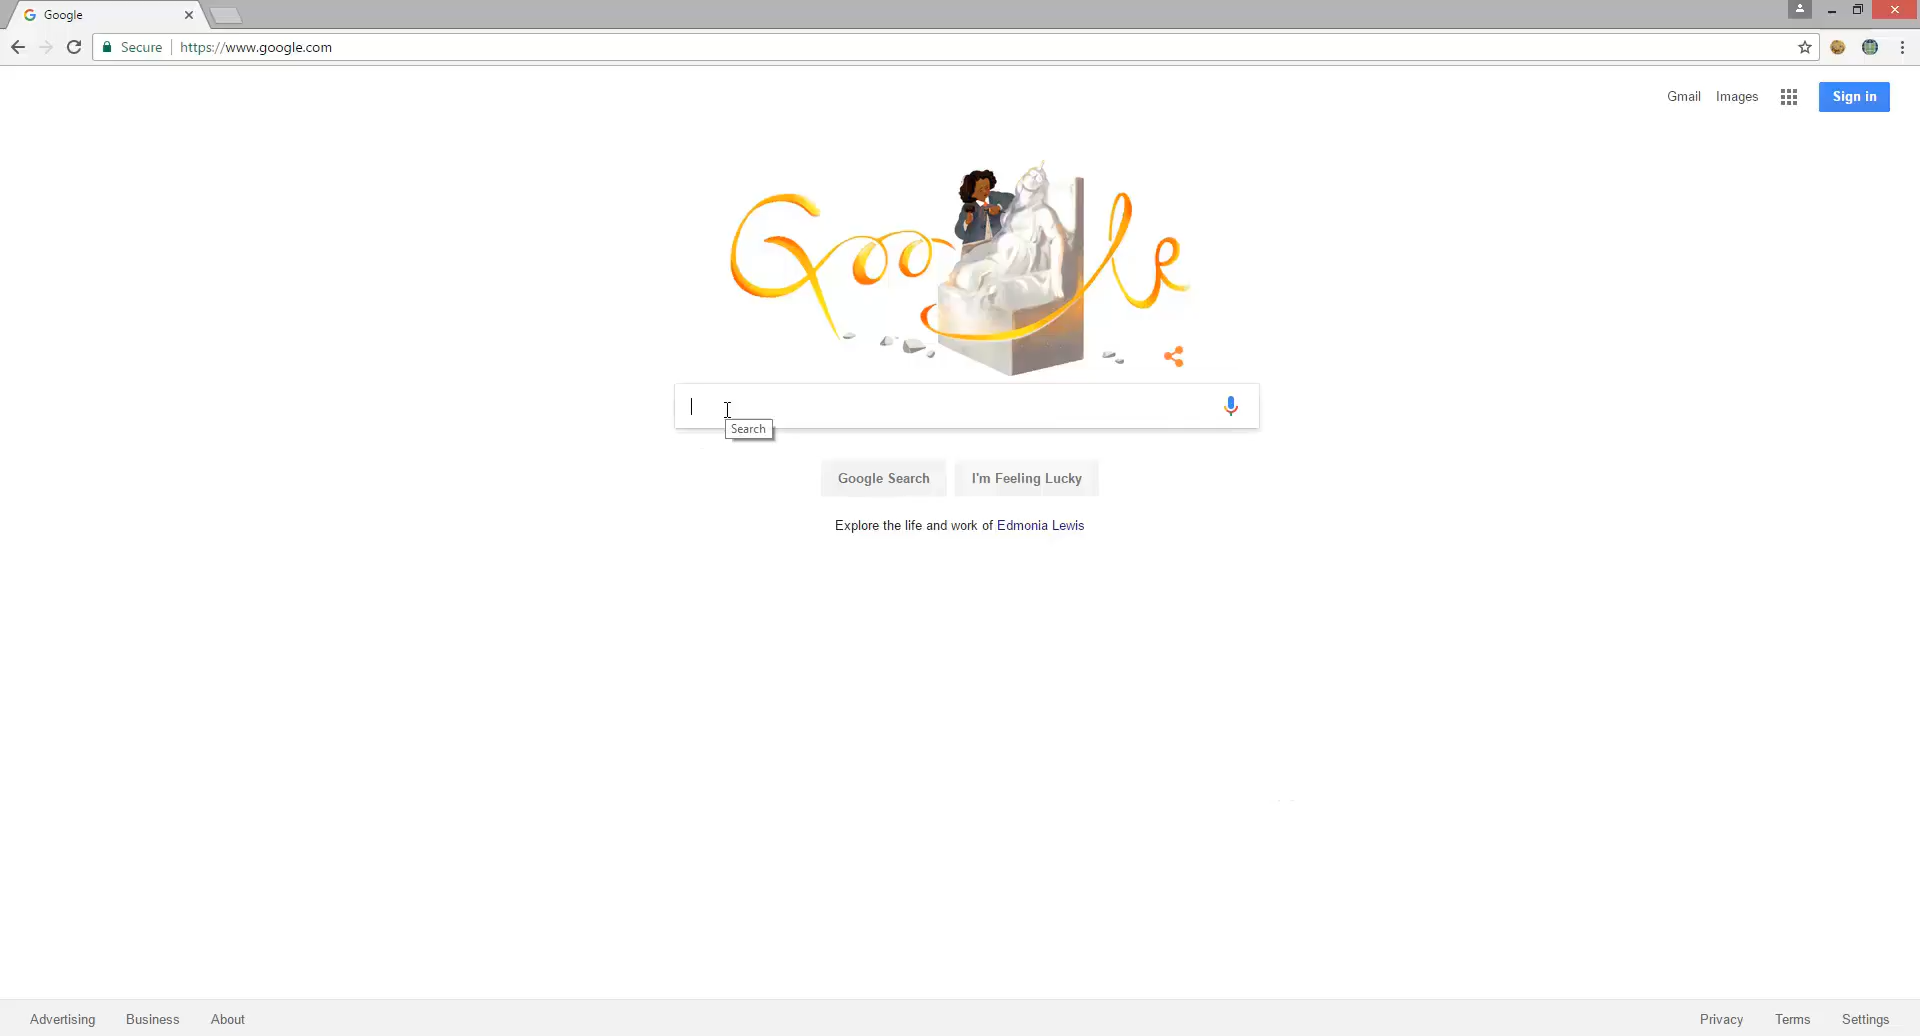 Google
Secure https://www.google.com
Gmail Images Sign in
Google
Search
Google Search I'm Feeling Lucky
Explore the life and work of Edmonia Lewis
Advertising Business About Privacy Terms Settings